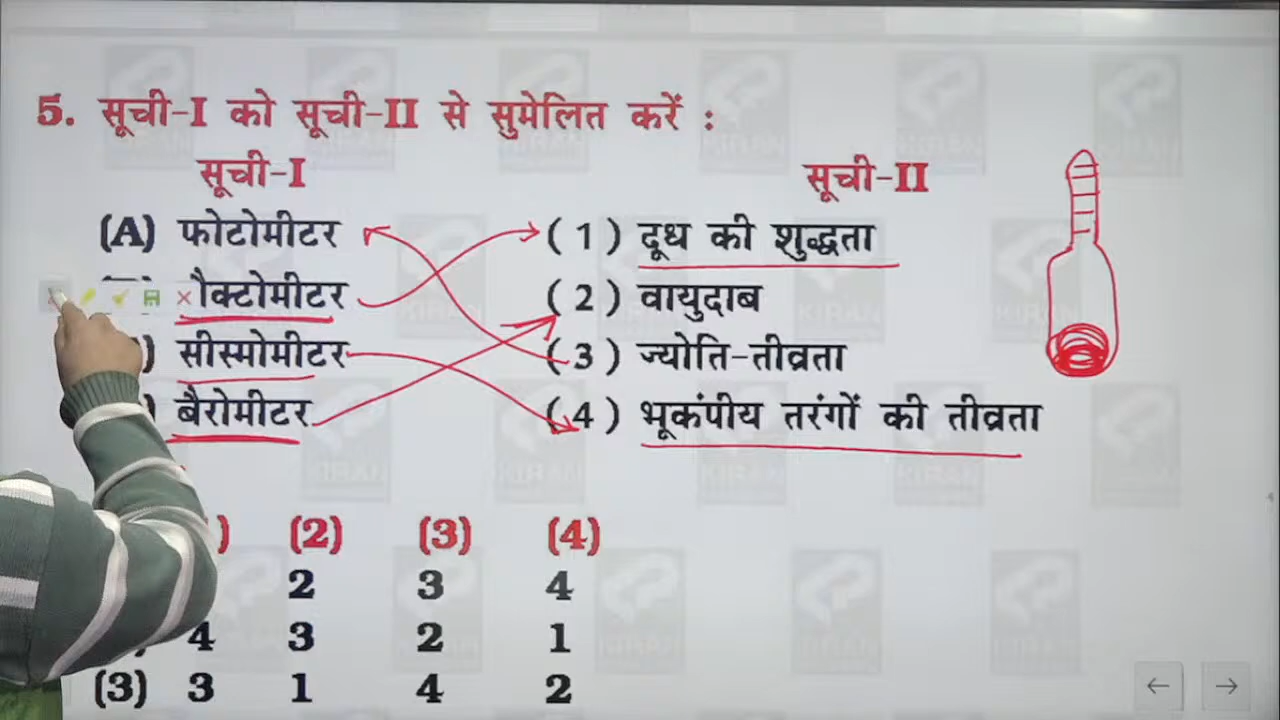 5. सूची-I को सूची-II से सुमेलित करें :
सूची-I सूची-II
(A) फोटोमीटर (1) दूध की शुद्धता
ैक्टोमीटर (2) वायुदाब
) सीस्मोमीटर (3) ज्योति-तीव्रता
) बैरोमीटर (4) भूकंपीय तरंगों की तीव्रता
) (2) (3) (4)
2 3 4
4 3 2 1
(3) 3 1 4 2
KIRAN